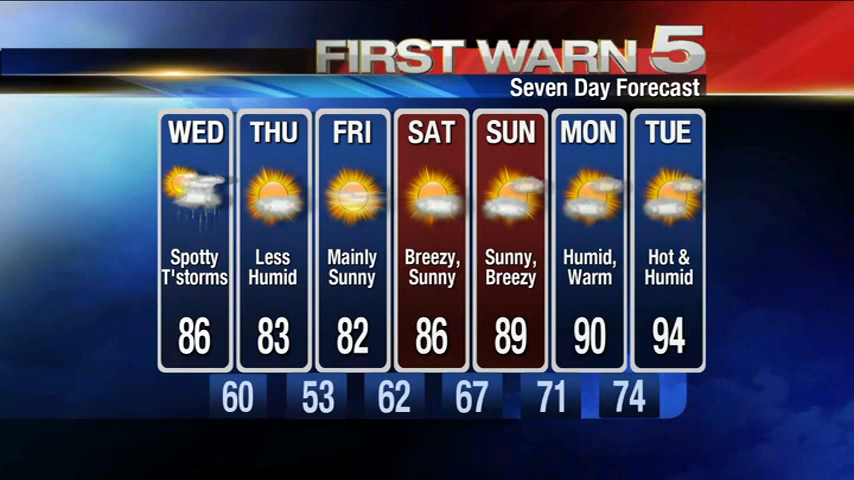 FIRST WARN 5
Seven Day Forecast
WED THU FRI SAT SUN MON TUE
Spotty Less Mainly Breezy, Sunny, Humid, Hot &
T'storms Humid Sunny Sunny Breezy Warm Humid
86 83 82 86 89 90 94
60 53 62 67 71 74